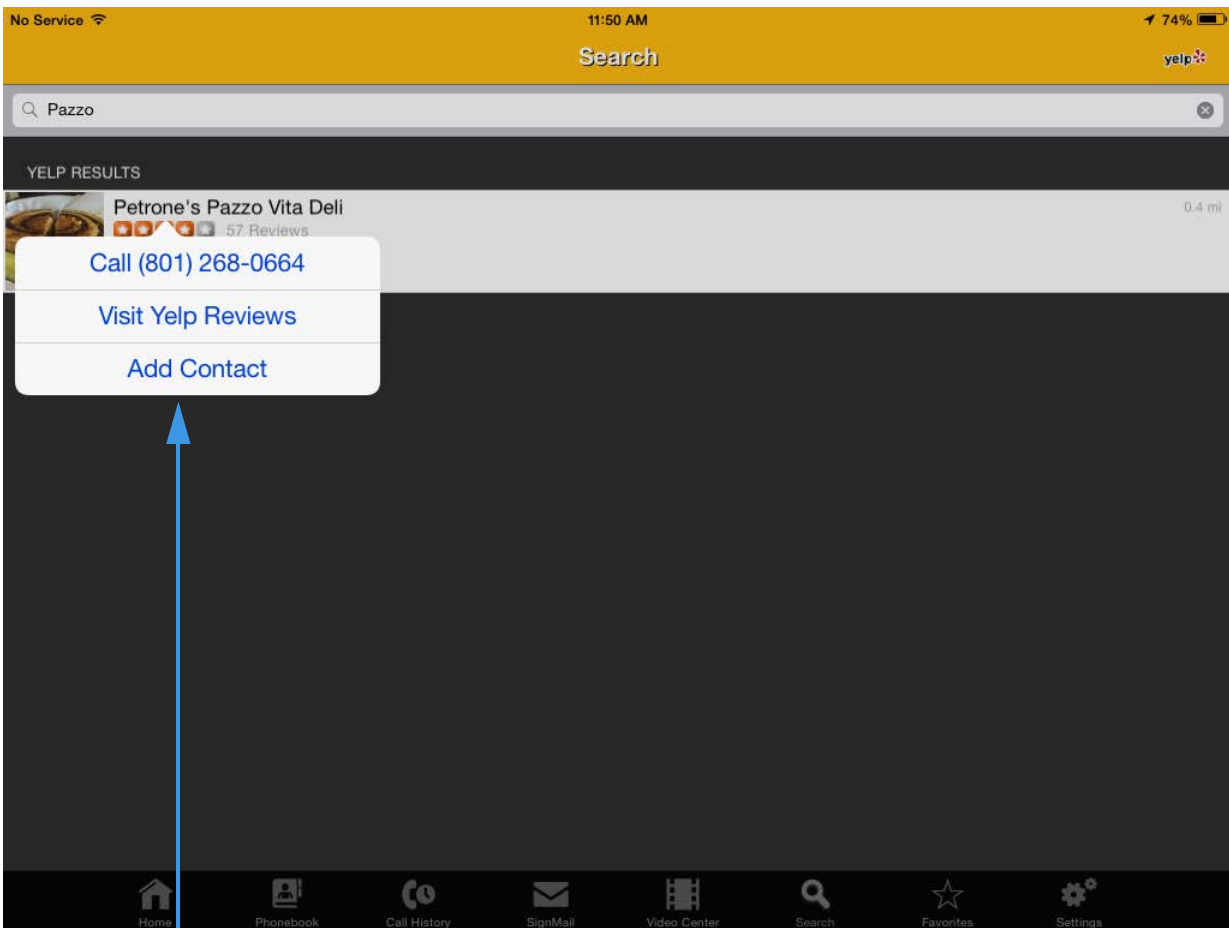 No Service 11:50 AM 74%
Search yelp
Pazzo
YELP RESULTS
Petrone's Pazzo Vita Deli 0.4 mi
57 Reviews
Call (801) 268-0664
Visit Yelp Reviews
Add Contact
Home Phonebook Call History SignMail Video Center Search Favorites Settings